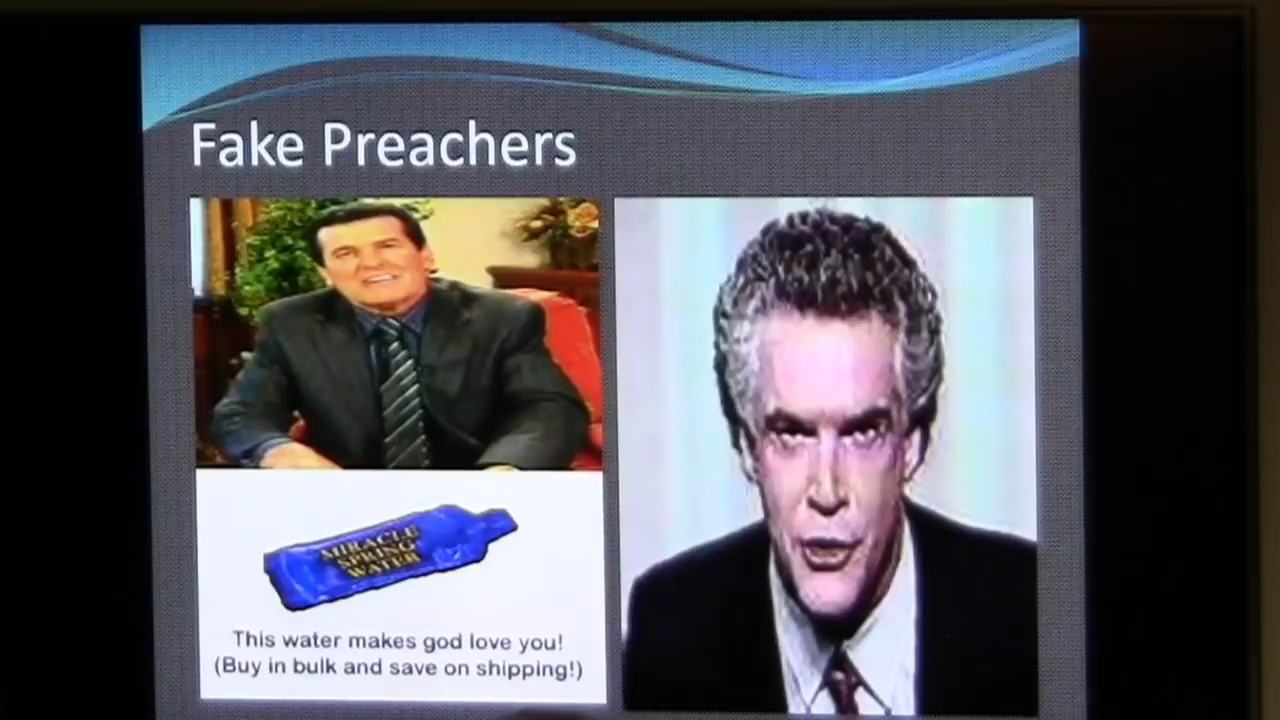 Fake Preachers
MIRACLE
SPRING
WATER
This water makes god love you!
(Buy in bulk and save on shipping!)